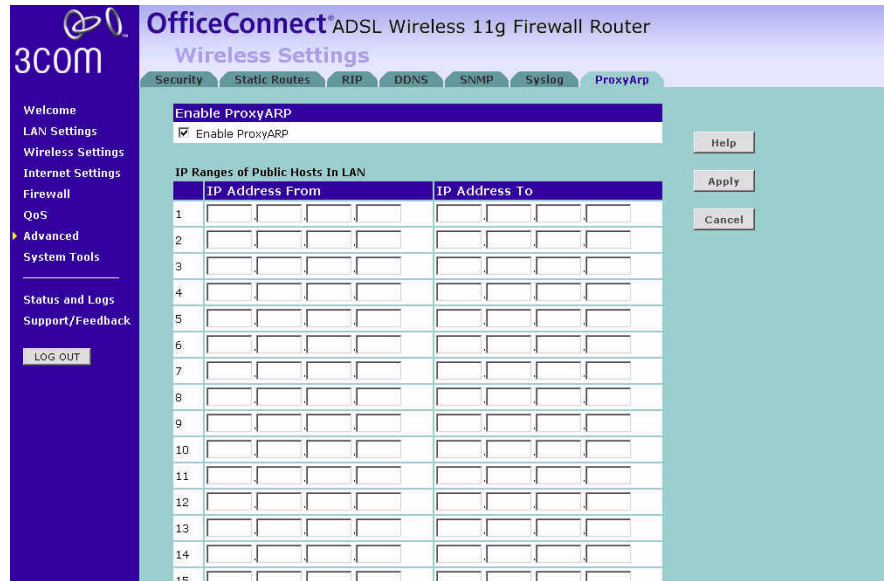 3COM
OfficeConnect® ADSL Wireless 11g Firewall Router
Wireless Settings
Security Static Routes RIP DDNS SNMP Syslog ProxyArp
Welcome
LAN Settings
Wireless Settings
Internet Settings
Firewall
QoS
Advanced
System Tools
Status and Logs
Support/Feedback
LOG OUT
Enable ProxyARP
Enable ProxyARP
IP Ranges of Public Hosts In LAN
IP Address From IP Address To
1 . . . . . .
2 . . . . . .
3 . . . . . .
4 . . . . . .
5 . . . . . .
6 . . . . . .
7 . . . . . .
8 . . . . . .
9 . . . . . .
10 . . . . . .
11 . . . . . .
12 . . . . . .
13 . . . . . .
14 . . . . . .
15
Help
Apply
Cancel